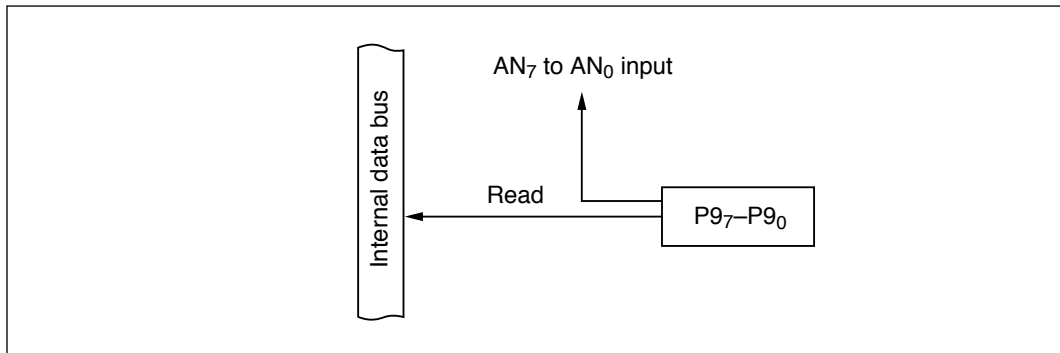 AN₇ to AN₀ input
Internal data bus
Read
P9₇–P9₀